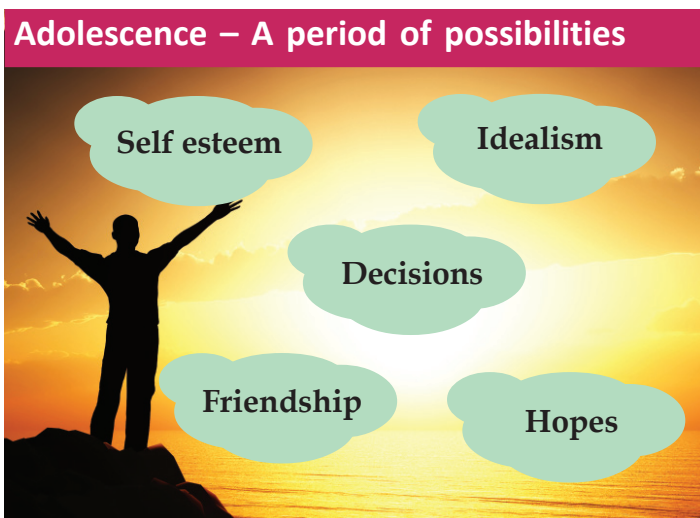 Adolescence – A period of possibilities
Self esteem
Idealism
Decisions
Friendship
Hopes